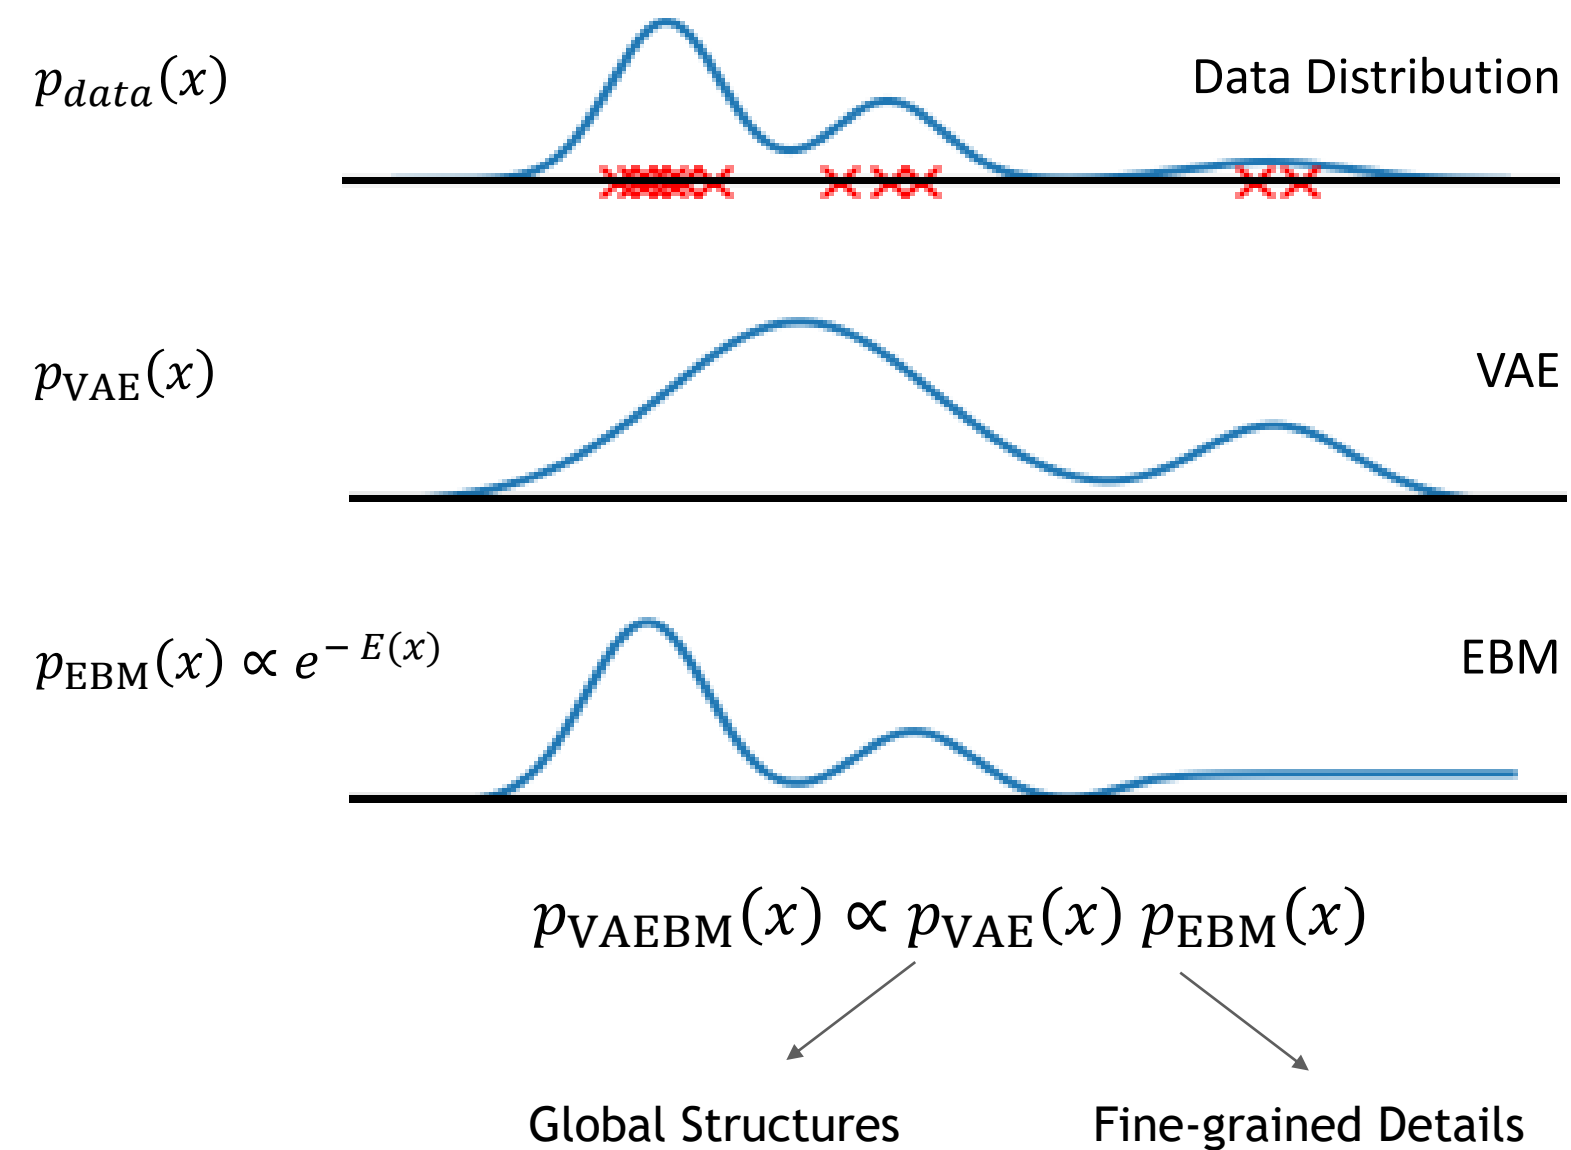 p_data(x) Data Distribution
p_VAE(x) VAE
p_EBM(x) ∝ e^{− E(x)} EBM
p_VAEBM(x) ∝ p_VAE(x) p_EBM(x)
Global Structures Fine-grained Details